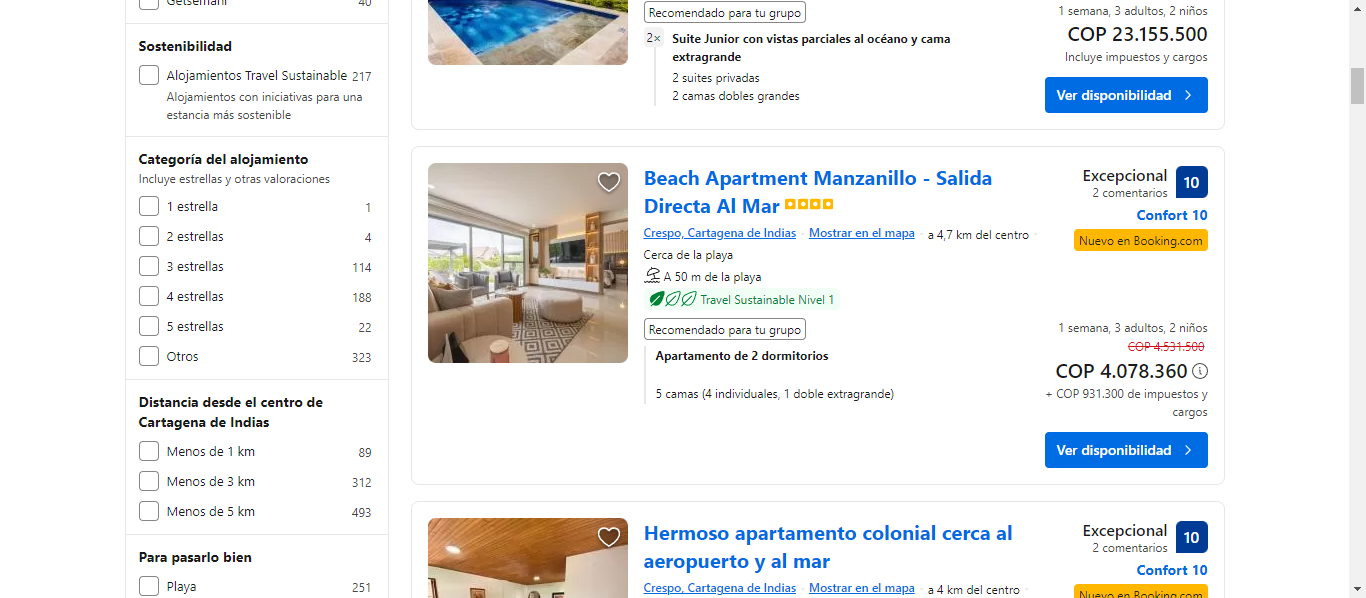 Getsemaní 40
Sostenibilidad
Alojamientos Travel Sustainable 217
Alojamientos con iniciativas para una
estancia más sostenible
Categoría del alojamiento
Incluye estrellas y otras valoraciones
1 estrella 1
2 estrellas 4
3 estrellas 114
4 estrellas 188
5 estrellas 22
Otros 323
Distancia desde el centro de
Cartagena de Indias
Menos de 1 km 89
Menos de 3 km 312
Menos de 5 km 493
Para pasarlo bien
Playa 251
Recomendado para tu grupo
2× Suite Junior con vistas parciales al océano y cama
extragrande
2 suites privadas
2 camas dobles grandes
1 semana, 3 adultos, 2 niños
COP 23.155.500
Incluye impuestos y cargos
Ver disponibilidad
Beach Apartment Manzanillo - Salida
Directa Al Mar
Crespo, Cartagena de Indias · Mostrar en el mapa · a 4,7 km del centro ·
Cerca de la playa
A 50 m de la playa
Travel Sustainable Nivel 1
Recomendado para tu grupo
Apartamento de 2 dormitorios
5 camas (4 individuales, 1 doble extragrande)
Excepcional 10
2 comentarios
Confort 10
Nuevo en Booking.com
1 semana, 3 adultos, 2 niños
COP 4.531.500
COP 4.078.360
+ COP 931.300 de impuestos y
cargos
Ver disponibilidad
Hermoso apartamento colonial cerca al
aeropuerto y al mar
Crespo, Cartagena de Indias · Mostrar en el mapa · a 4 km del centro ·
Excepcional 10
2 comentarios
Confort 10
Nuevo en Booking.com